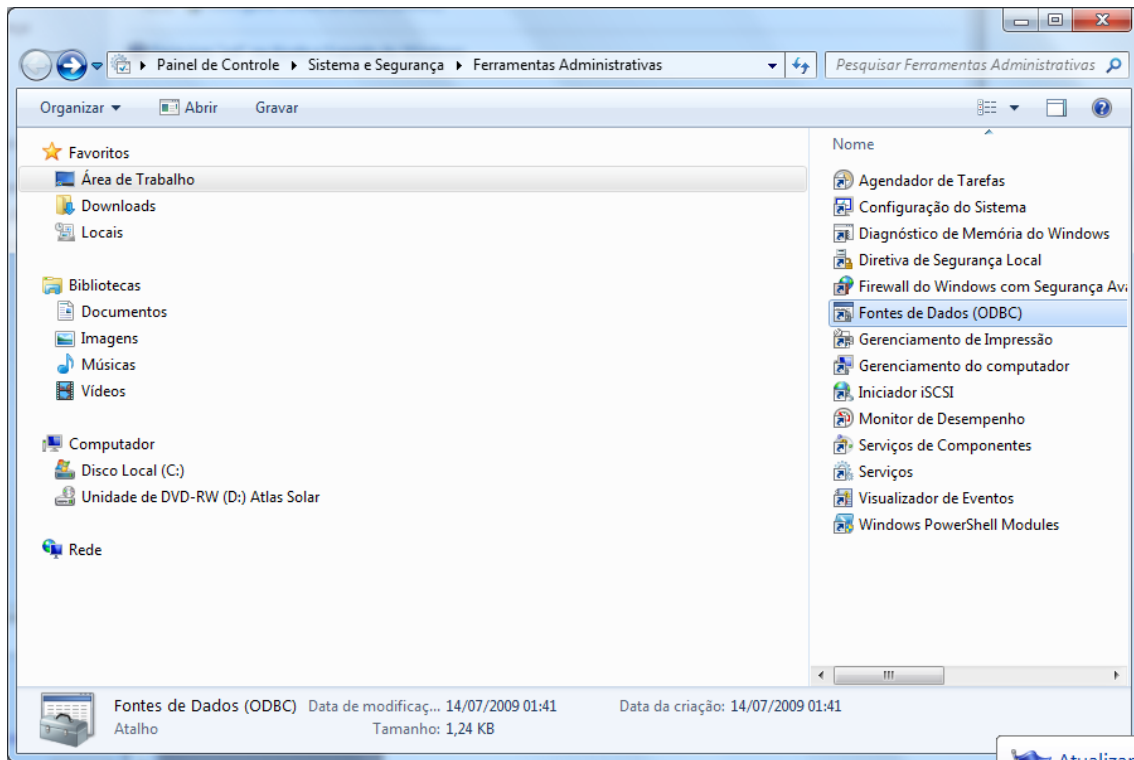 Painel de Controle Sistema e Segurança Ferramentas Administrativas Pesquisar Ferramentas Administrativas
Organizar Abrir Gravar
Favoritos
Área de Trabalho
Downloads
Locais
Bibliotecas
Documentos
Imagens
Músicas
Vídeos
Computador
Disco Local (C:)
Unidade de DVD-RW (D:) Atlas Solar
Rede
Nome
Agendador de Tarefas
Configuração do Sistema
Diagnóstico de Memória do Windows
Diretiva de Segurança Local
Firewall do Windows com Segurança Ava
Fontes de Dados (ODBC)
Gerenciamento de Impressão
Gerenciamento do computador
Iniciador iSCSI
Monitor de Desempenho
Serviços de Componentes
Serviços
Visualizador de Eventos
Windows PowerShell Modules
Fontes de Dados (ODBC) Data de modificaç... 14/07/2009 01:41 Data da criação: 14/07/2009 01:41
Atalho Tamanho: 1,24 KB